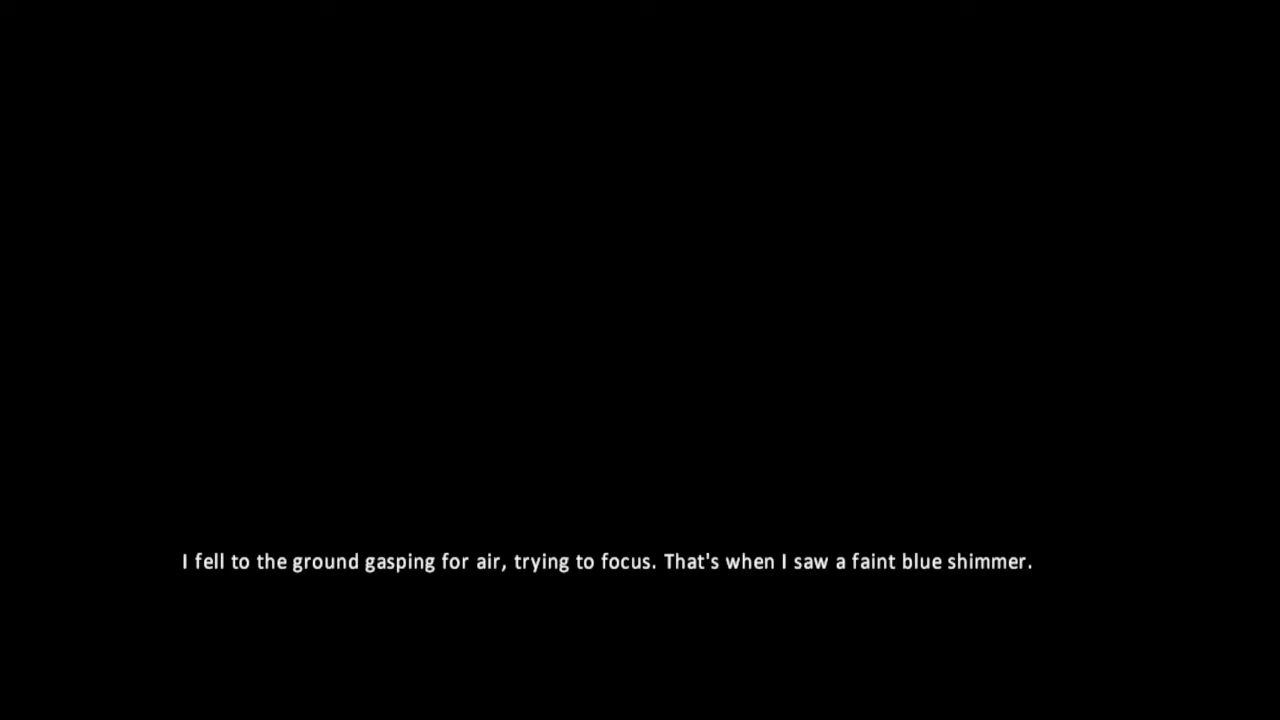 I fell to the ground gasping for air, trying to focus. That's when I saw a faint blue shimmer.